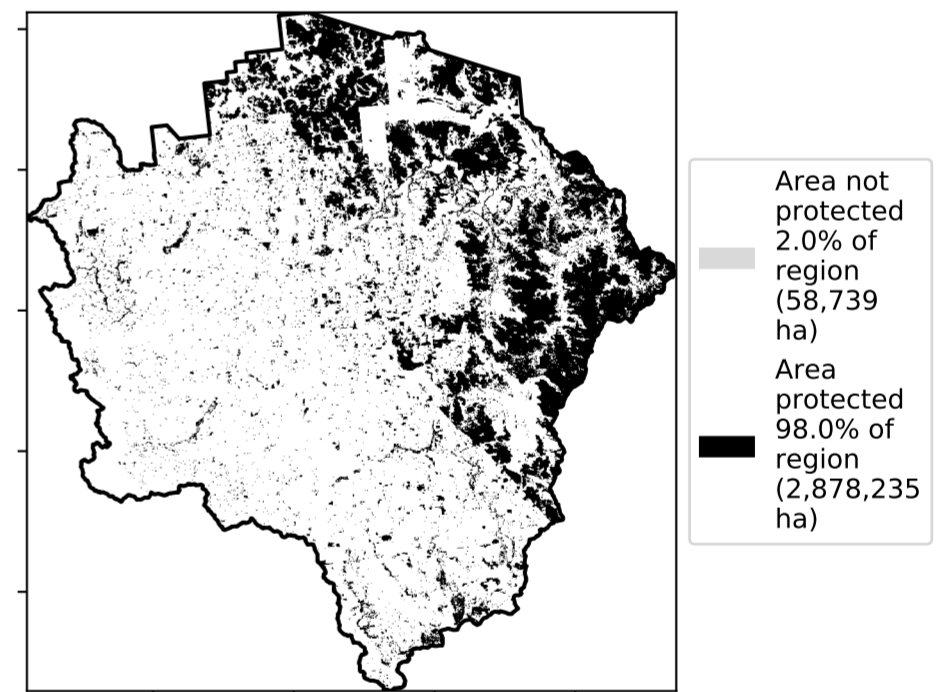 Area not
protected
2.0% of
region
(58,739
ha)
Area
protected
98.0% of
region
(2,878,235
ha)